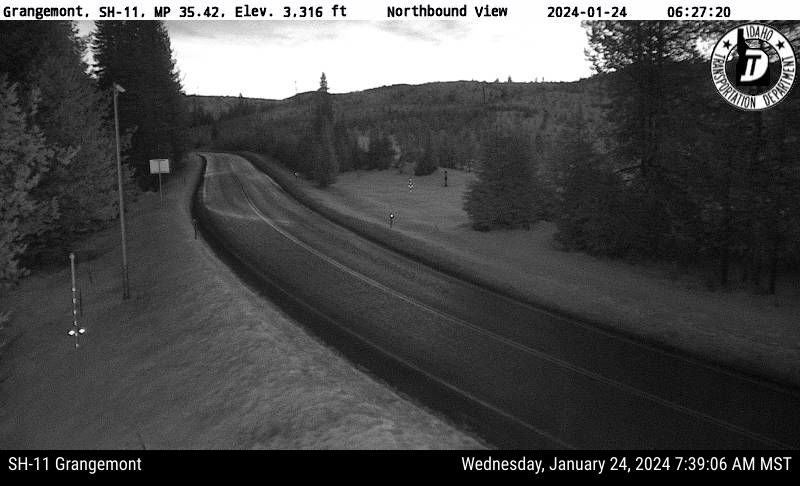 Grangemont, SH-11, MP 35.42, Elev. 3,316 ft Northbound View 2024-01-24 06:27:20
IDAHO
TRANSPORTATION DEPARTMENT
SH-11 Grangemont Wednesday, January 24, 2024 7:39:06 AM MST